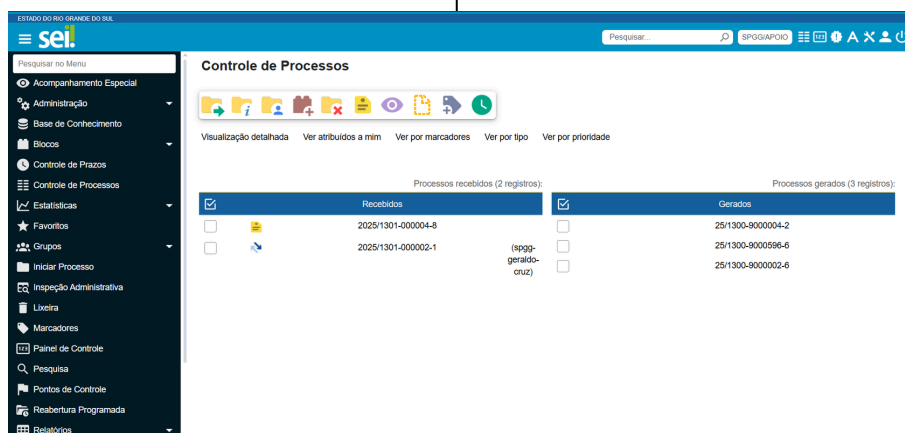 ESTADO DO RIO GRANDE DO SUL
sei!
Pesquisar...
SPGG/APOIO
Pesquisar no Menu
Acompanhamento Especial
Administração
Base de Conhecimento
Blocos
Controle de Prazos
Controle de Processos
Estatísticas
Favoritos
Grupos
Iniciar Processo
Inspeção Administrativa
Lixeira
Marcadores
Painel de Controle
Pesquisa
Pontos de Controle
Reabertura Programada
Relatórios
Controle de Processos
Visualização detalhada Ver atribuídos a mim Ver por marcadores Ver por tipo Ver por prioridade
Processos recebidos (2 registros):
Recebidos
2025/1301-000004-8
2025/1301-000002-1 (spgg-
geraldo-
cruz)
Processos gerados (3 registros):
Gerados
25/1300-9000004-2
25/1300-9000596-6
25/1300-9000002-6